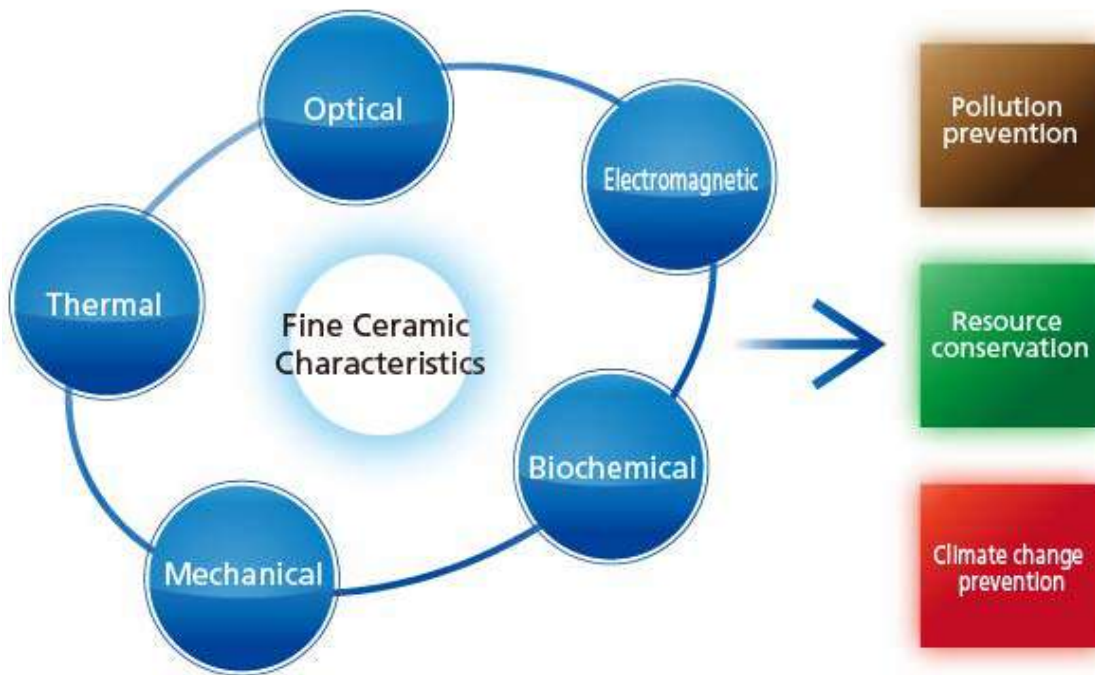 Optical
Electromagnetic
Thermal
Fine Ceramic
Characteristics
Biochemical
Mechanical
Pollution
prevention
Resource
conservation
Climate change
prevention